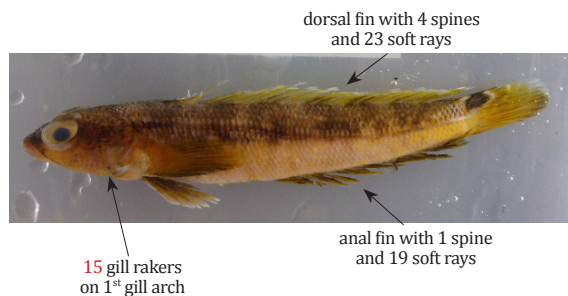 dorsal fin with 4 spines
and 23 soft rays
anal fin with 1 spine
and 19 soft rays
15 gill rakers
on 1st gill arch